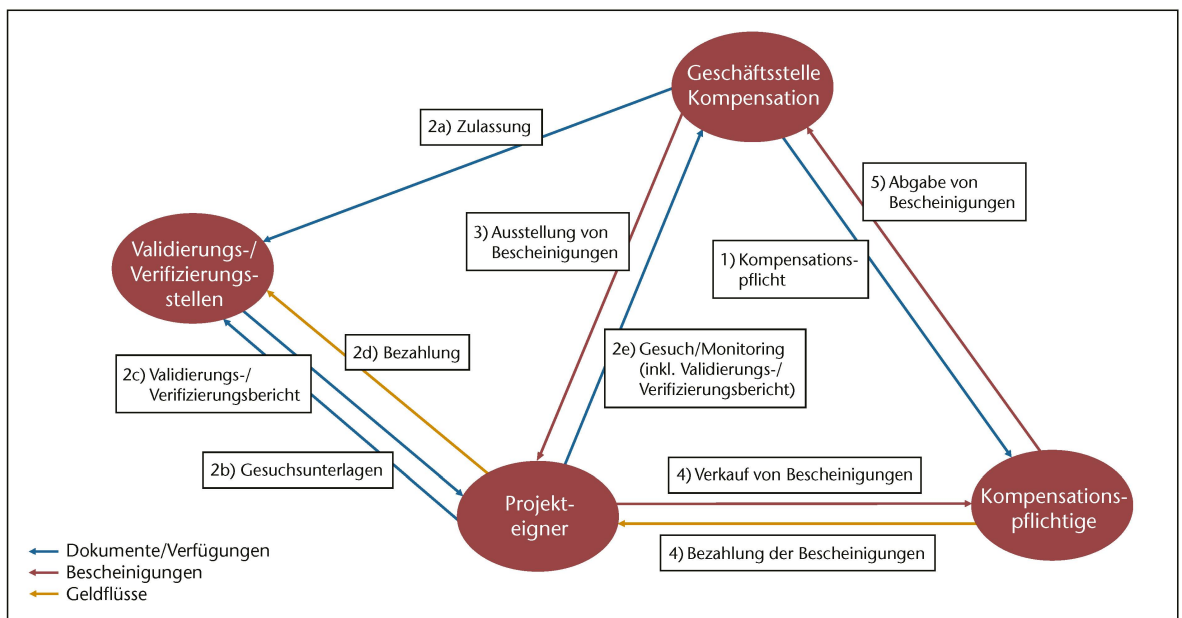 Geschäftsstelle
Kompensation
2a) Zulassung
5) Abgabe von
Bescheinigungen
3) Ausstellung von
Bescheinigungen
Validierungs-/
Verifizierungs-
stellen
1) Kompensations-
pflicht
2d) Bezahlung
2e) Gesuch/Monitoring
(inkl. Validierungs-/
Verifizierungsbericht)
2c) Validierungs-/
Verifizierungsbericht
2b) Gesuchsunterlagen
4) Verkauf von Bescheinigungen
Projekt-
eigner
Kompensations-
pflichtige
4) Bezahlung der Bescheinigungen
Dokumente/Verfügungen
Bescheinigungen
Geldflüsse